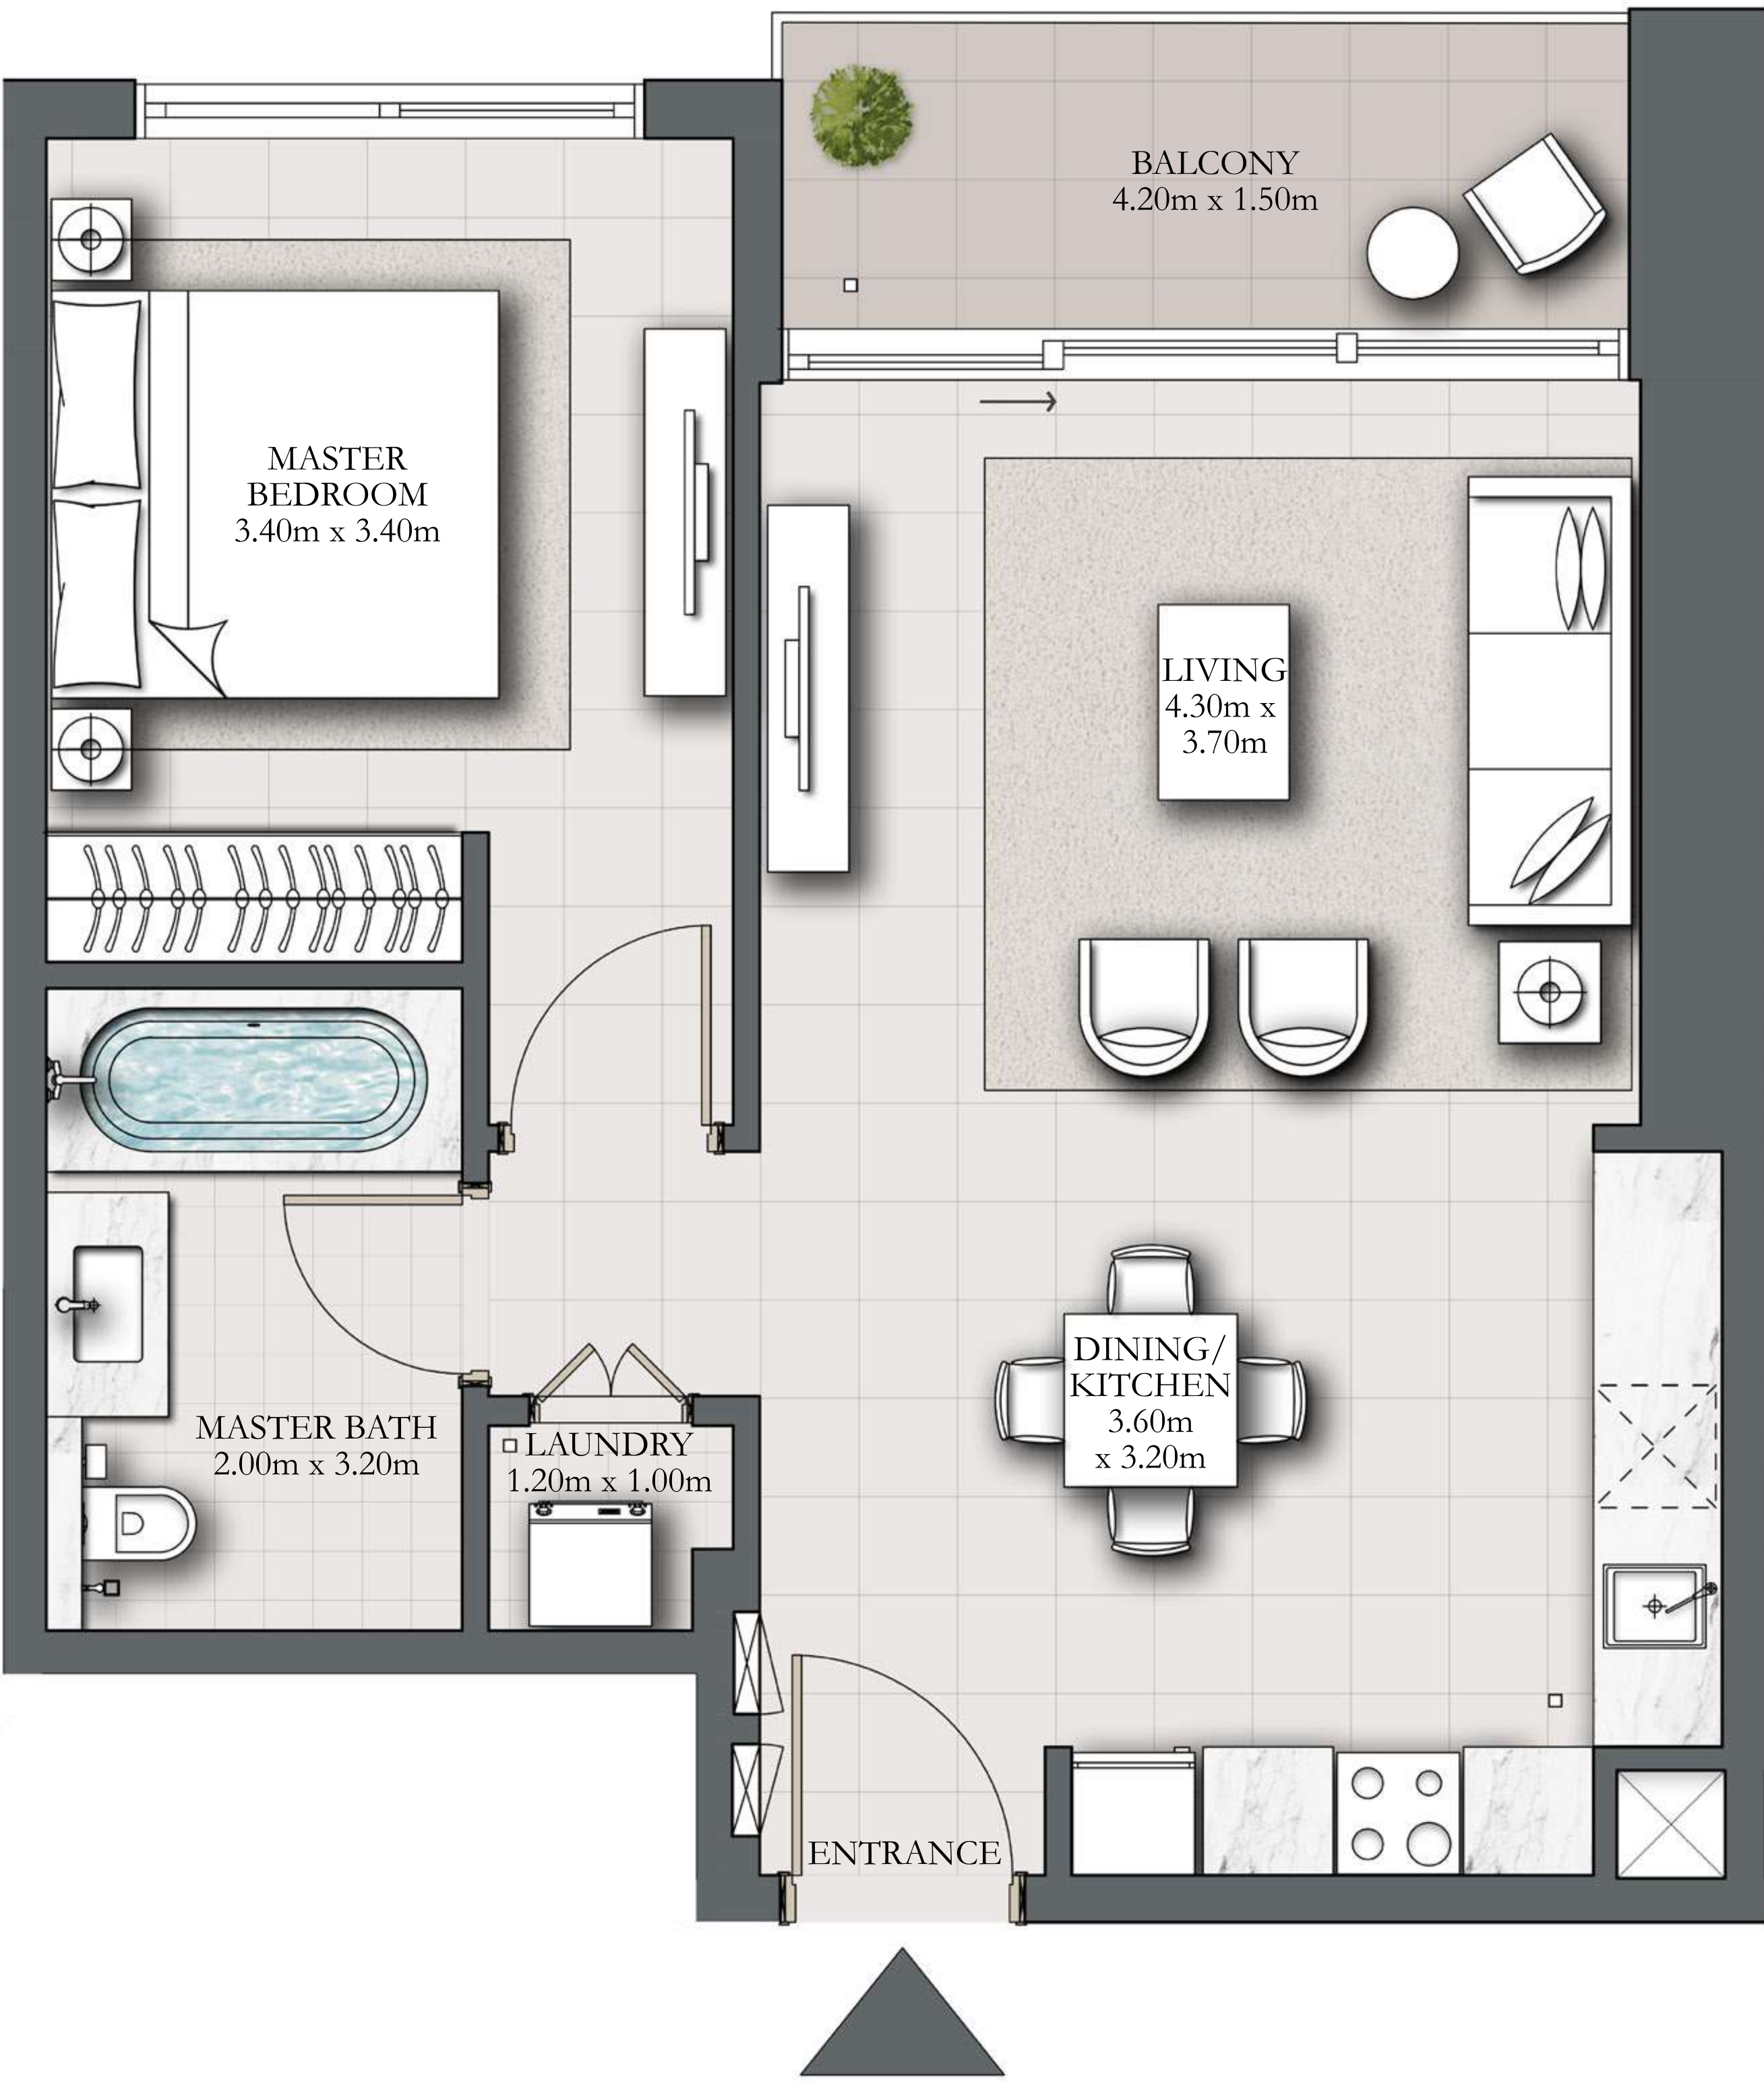 BALCONY
4.20m x 1.50m
MASTER
BEDROOM
3.40m x 3.40m
LIVING
4.30m x
3.70m
DINING/
KITCHEN
3.60m
x 3.20m
MASTER BATH
2.00m x 3.20m
LAUNDRY
1.20m x 1.00m
ENTRANCE